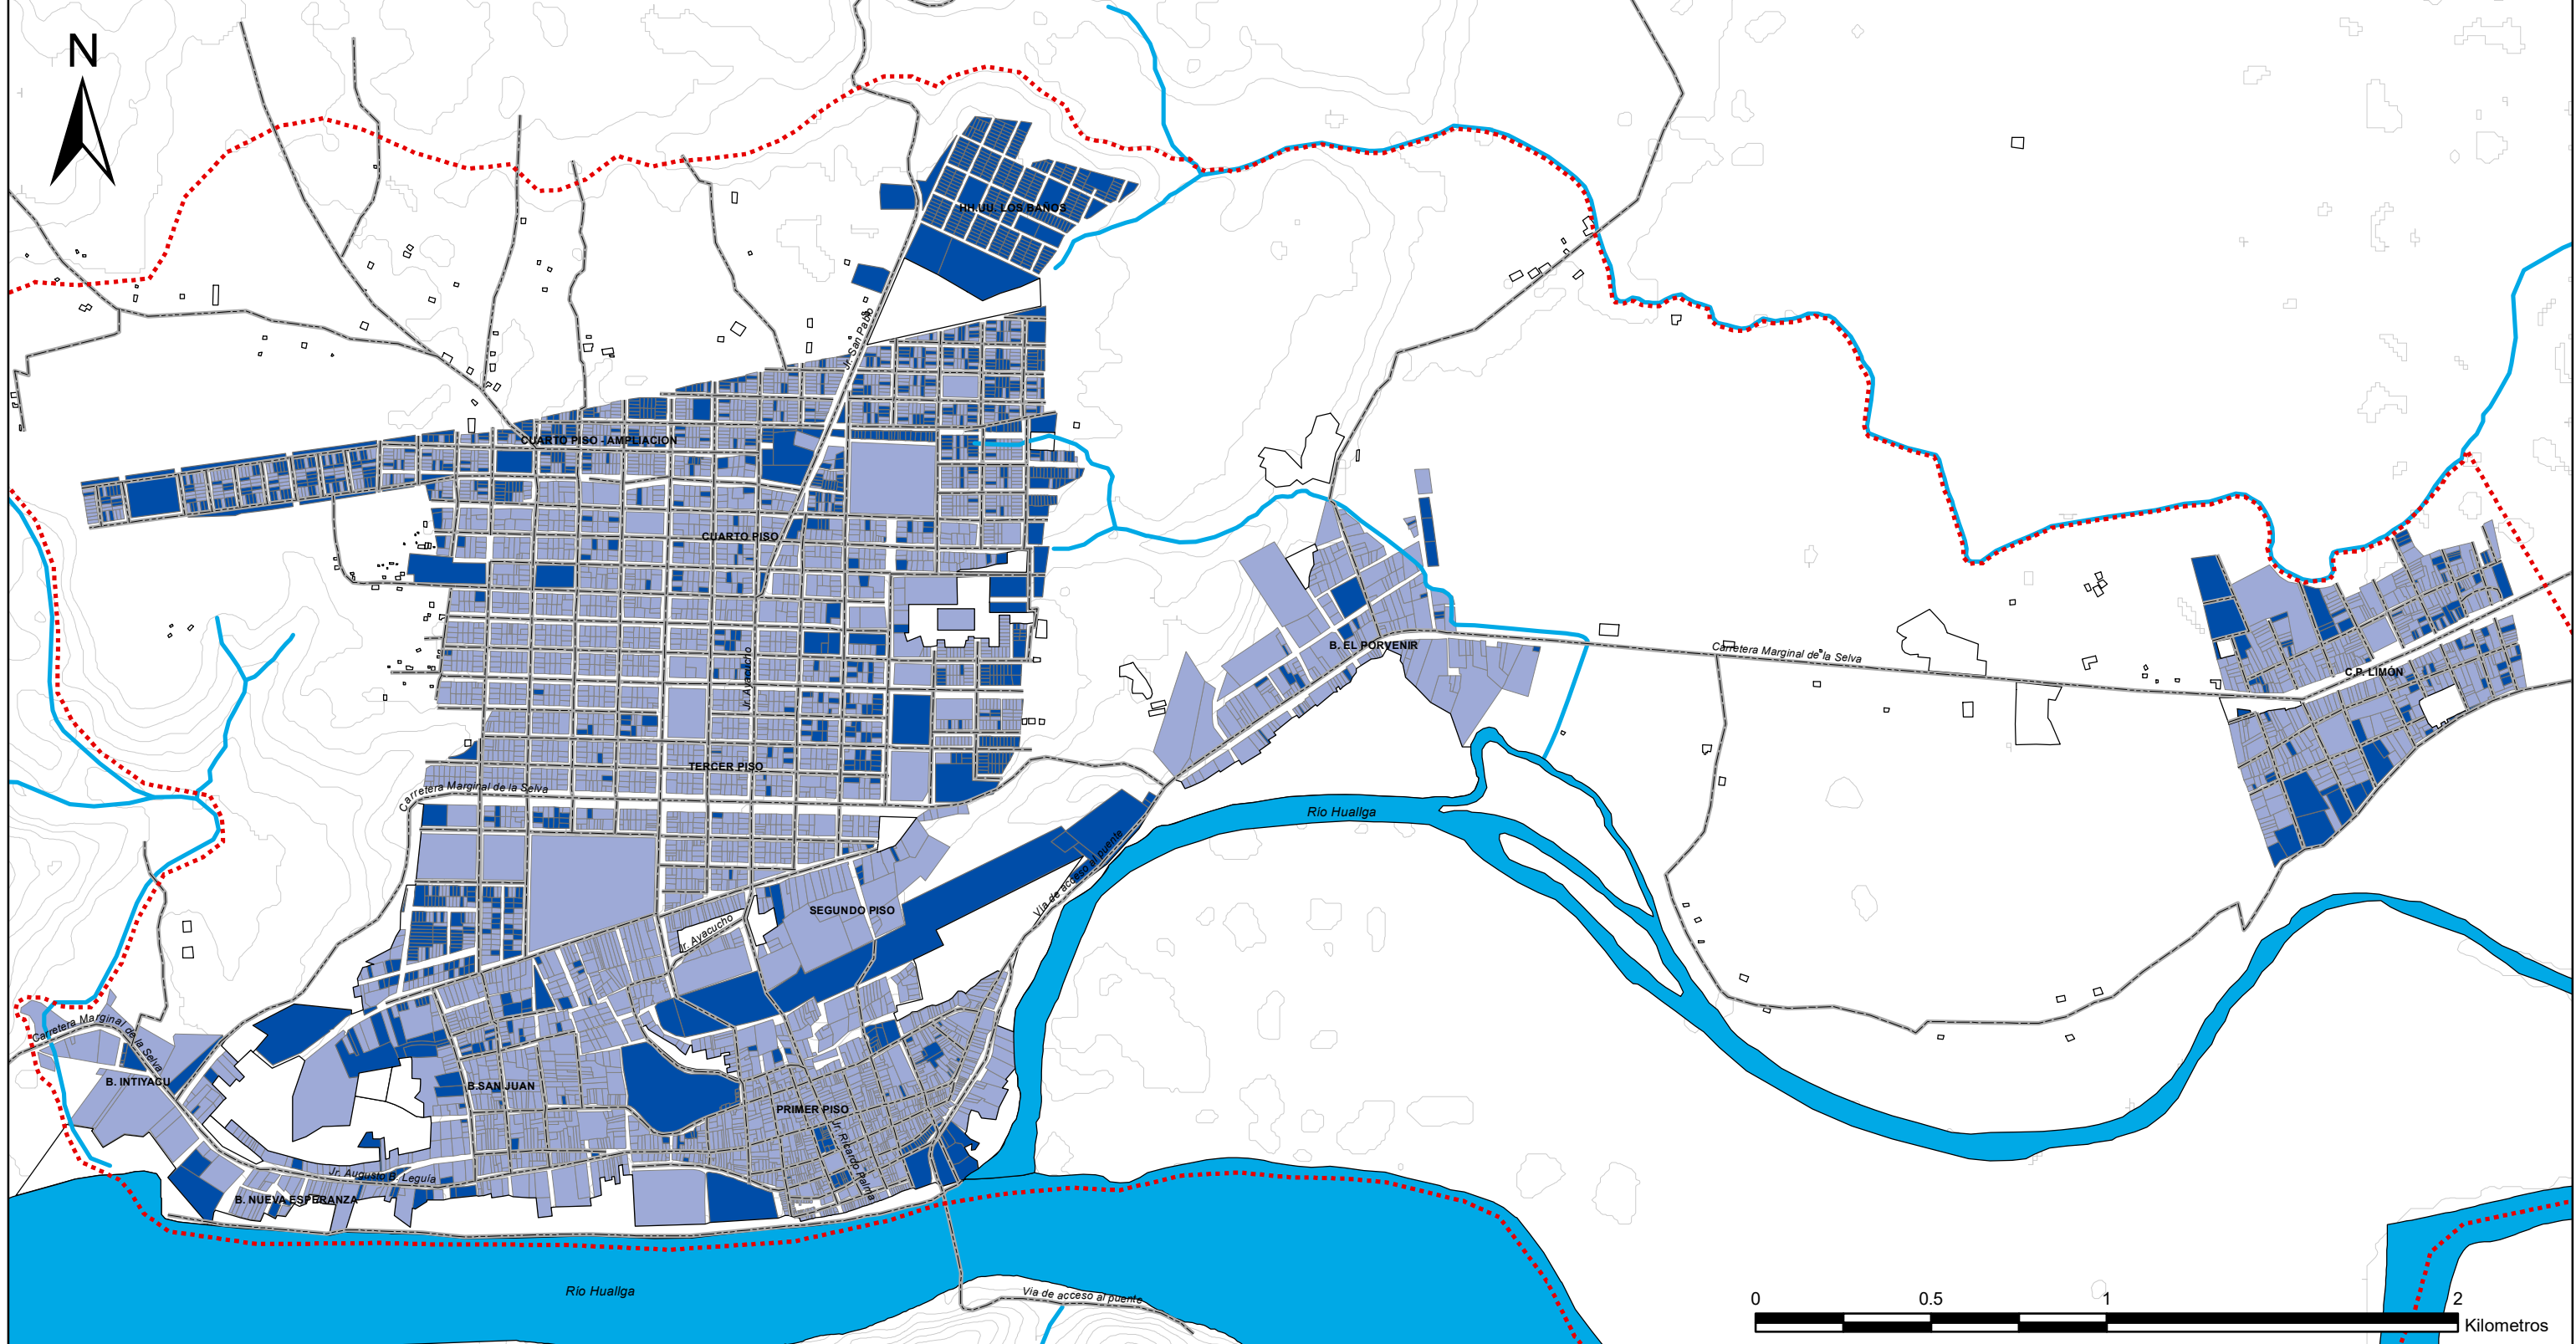 N
HH.UU. LOS BAÑOS
Jr. San Pablo
CUARTO PISO - AMPLIACION
CUARTO PISO
B. EL PORVENIR
Carretera Marginal de la Selva
C.P. LIMÓN
Jr. Ayacucho
TERCER PISO
Carretera Marginal de la Selva
Río Huallga
Via de acceso al puente
SEGUNDO PISO
Jr. Ayacucho
Carretera Marginal de la Selva
B. INTIYACU
B.SAN JUAN
PRIMER PISO
Jr. Ricardo Palma
Jr. Augusto B. Leguía
B. NUEVA ESPERANZA
Río Huallga
Via de acceso al puente
0 0.5 1 2
Kilometros